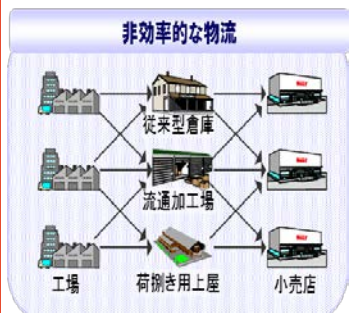 非効率的な物流
従来型倉庫
流通加工場
工場
荷捌き用上屋
小売店